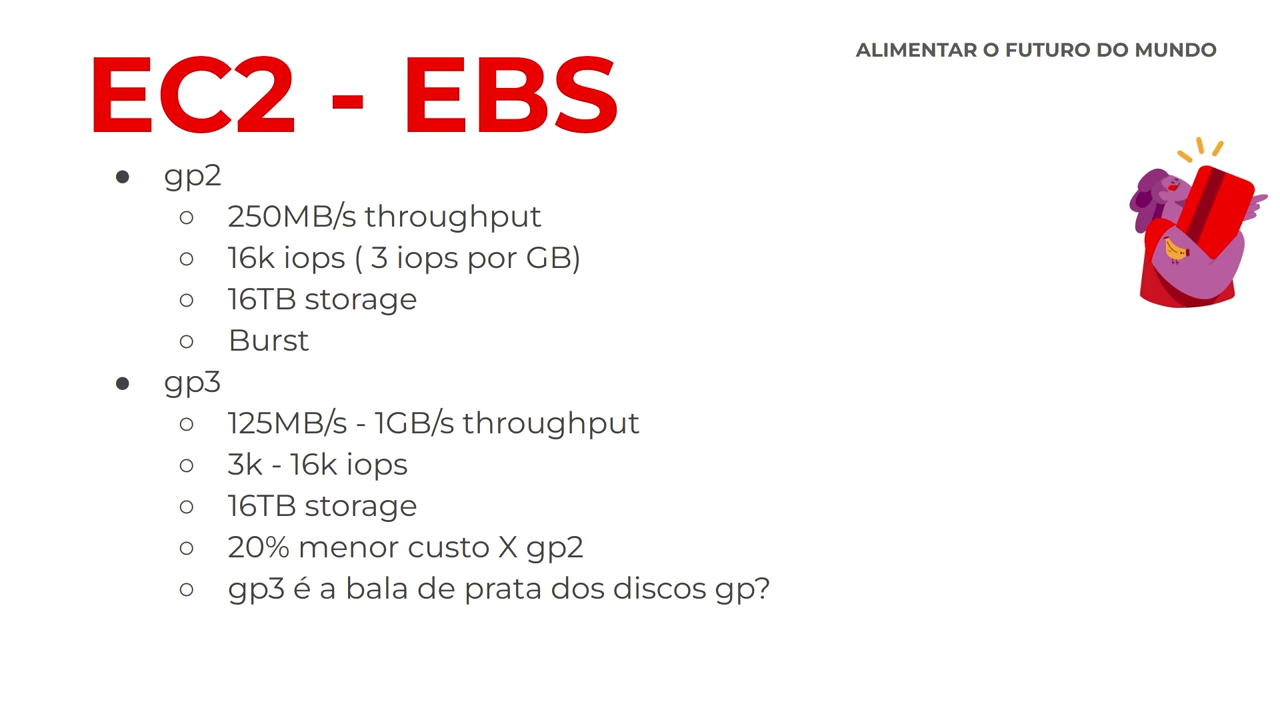 ALIMENTAR O FUTURO DO MUNDO
EC2 - EBS
● gp2
○ 250MB/s throughput
○ 16k iops ( 3 iops por GB)
○ 16TB storage
○ Burst
● gp3
○ 125MB/s - 1GB/s throughput
○ 3k - 16k iops
○ 16TB storage
○ 20% menor custo X gp2
○ gp3 é a bala de prata dos discos gp?